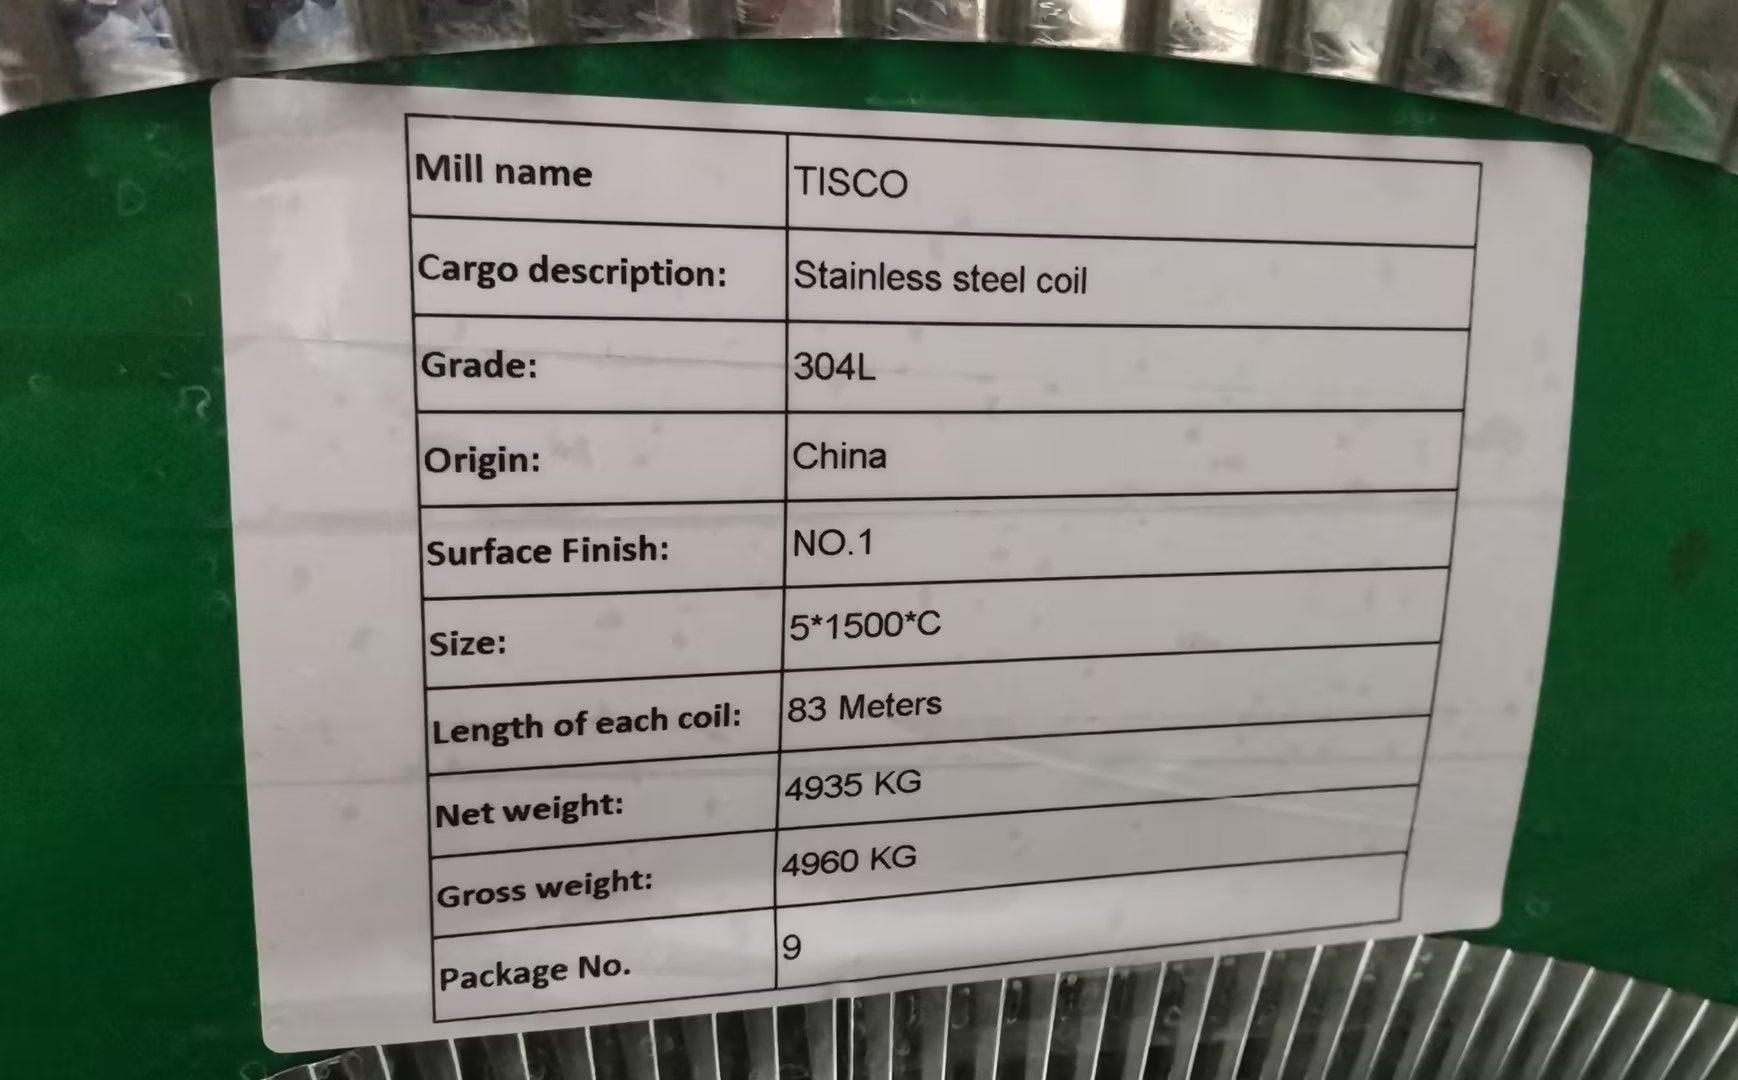 Mill name TISCO
Cargo description: Stainless steel coil
Grade: 304L
Origin: China
Surface Finish: NO.1
Size: 5*1500*C
Length of each coil: 83 Meters
Net weight: 4935 KG
Gross weight: 4960 KG
Package No. 9